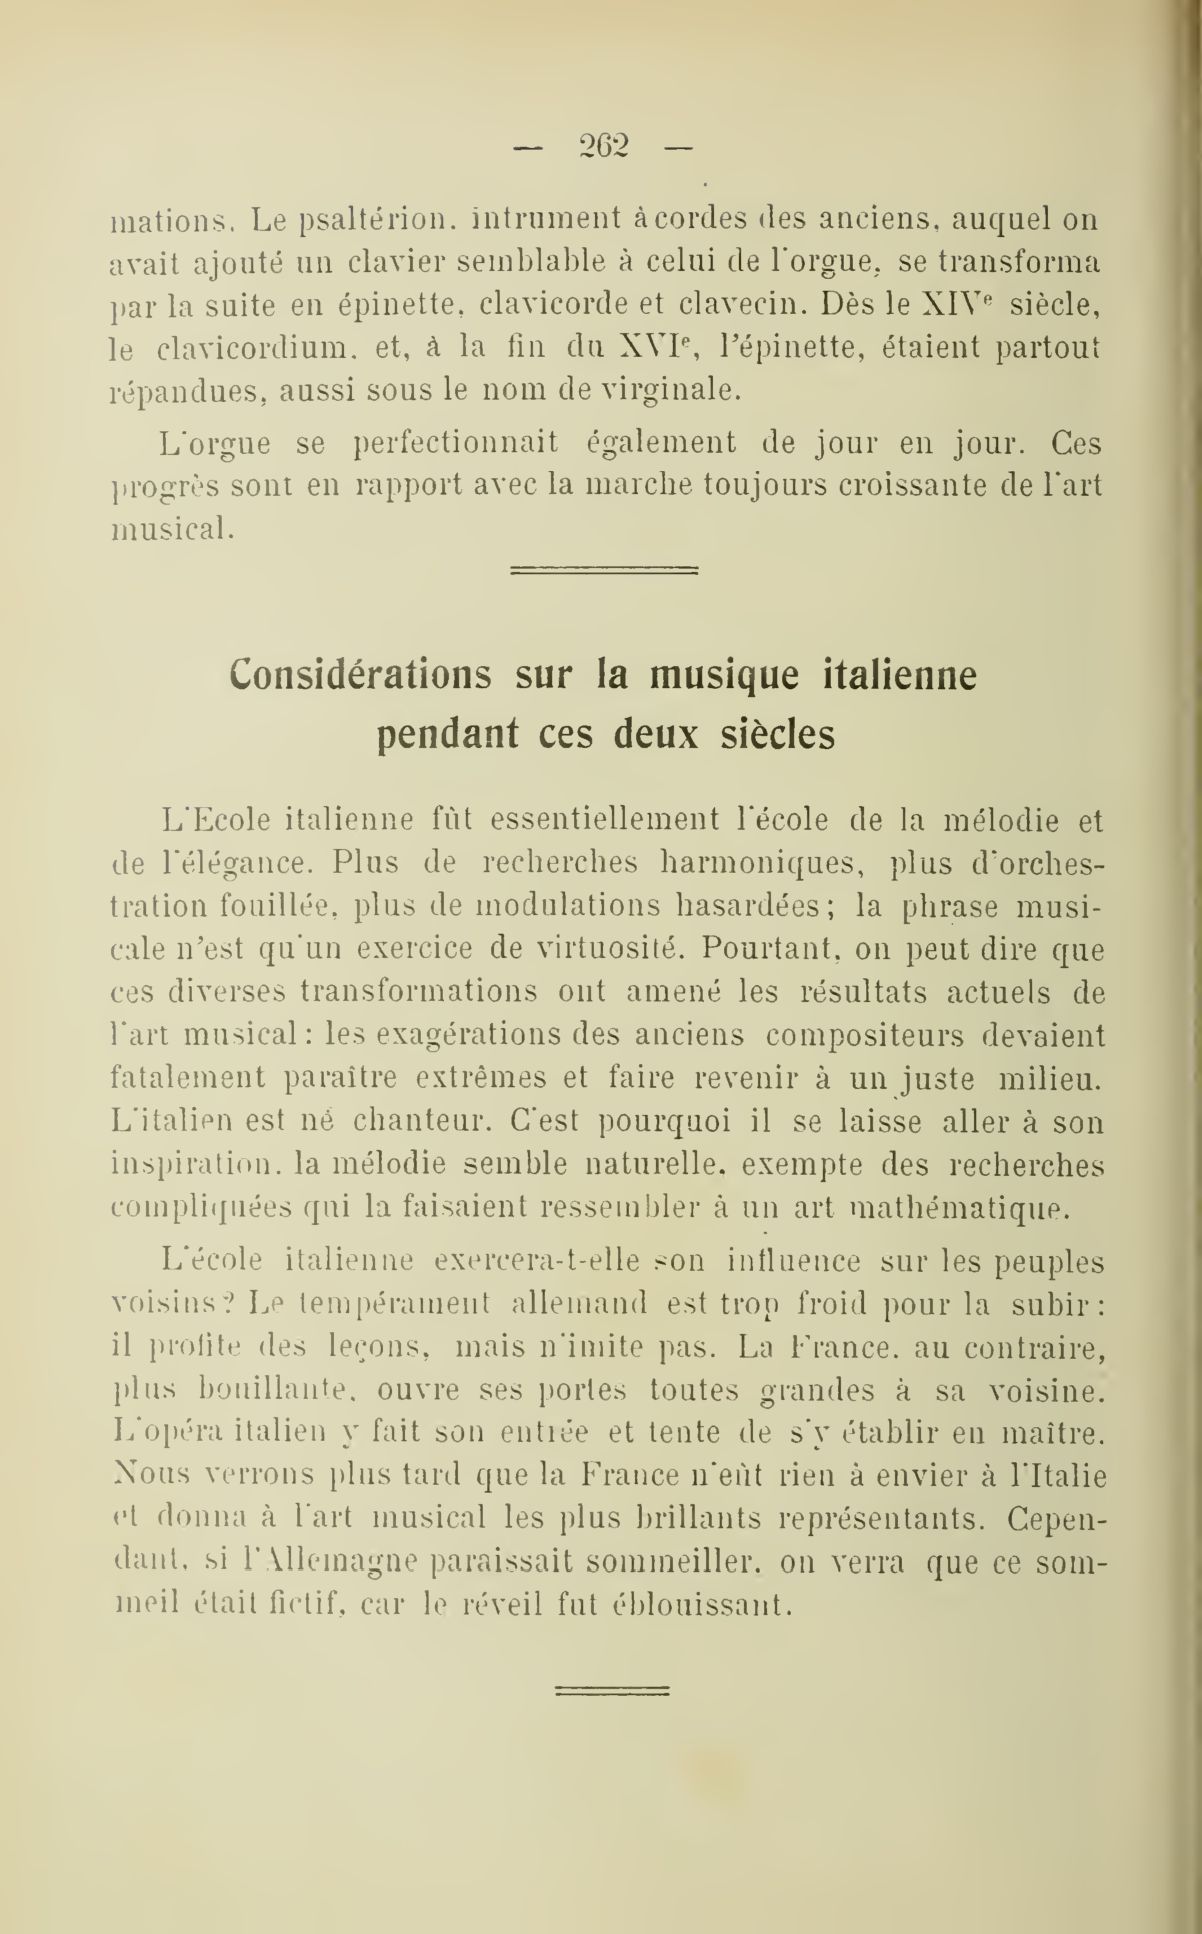 — 262 —
mations. Le psaltérion, intrument à cordes des anciens, auquel on
avait ajouté un clavier semblable à celui de l'orgue, se transforma
par la suite en épinette, clavicorde et clavecin. Dès le XIVe siècle,
le clavicordium, et, à la fin du XVIe, l'épinette, étaient partout
répandues, aussi sous le nom de virginale.
L'orgue se perfectionnait également de jour en jour. Ces
progrès sont en rapport avec la marche toujours croissante de l'art
musical.
Considérations sur la musique italienne
pendant ces deux siècles
L'Ecole italienne fût essentiellement l'école de la mélodie et
de l'élégance. Plus de recherches harmoniques, plus d'orches-
tration fouillée, plus de modulations hasardées ; la phrase musi-
cale n'est qu'un exercice de virtuosité. Pourtant, on peut dire que
ces diverses transformations ont amené les résultats actuels de
l'art musical : les exagérations des anciens compositeurs devaient
fatalement paraître extrêmes et faire revenir à un juste milieu.
L'italien est né chanteur. C'est pourquoi il se laisse aller à son
inspiration, la mélodie semble naturelle, exempte des recherches
compliquées qui la faisaient ressembler à un art mathématique.
L'école italienne exercera-t-elle son influence sur les peuples
voisins ? Le tempérament allemand est trop froid pour la subir :
il profite des leçons, mais n'imite pas. La France, au contraire,
plus bouillante, ouvre ses portes toutes grandes à sa voisine.
L'opéra italien y fait son entrée et tente de s'y établir en maître.
Nous verrons plus tard que la France n'eût rien à envier à l'Italie
et donna à l'art musical les plus brillants représentants. Cepen-
dant, si l'Allemagne paraissait sommeiller, on verra que ce som-
meil était fictif, car le réveil fut éblouissant.